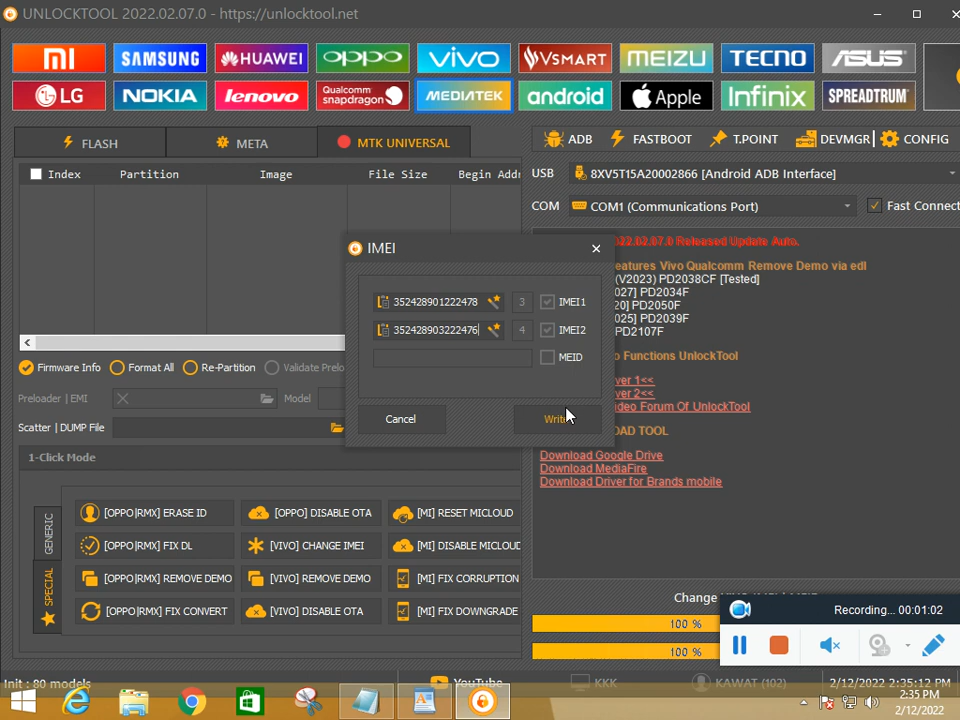 UNLOCKTOOL 2022.02.07.0 - https://unlocktool.net
mi SAMSUNG HUAWEI oppo vivo VSMART MEIZU TECNO ASUS
LG NOKIA lenovo Qualcomm snapdragon MEDIATEK android Apple Infinix SPREADTRUM
FLASH META MTK UNIVERSAL
ADB FASTBOOT T.POINT DEVMGR CONFIG
Index Partition Image File Size Begin Addr
USB 8XV5T15A20002866 [Android ADB Interface]
COM COM1 (Communications Port) Fast Connect
2022.02.07.0 Released Update Auto.
eatures Vivo Qualcomm Remove Demo via edl
(V2023) PD2038CF [Tested]
027] PD2034F
20] PD2050F
025] PD2039F
PD2107F
o Functions UnlockTool
ver 1<<
ver 2<<
deo Forum Of UnlockTool
OAD TOOL
Download Google Drive
Download MediaFire
Download Driver for Brands mobile
IMEI
352428901222478 3 IMEI1
352428903222476 4 IMEI2
MEID
Cancel Writ
Firmware Info Format All Re-Partition Validate Prelo
Preloader | EMI Model
Scatter | DUMP File
1-Click Mode
GENERIC
SPECIAL
[OPPO|RMX] ERASE ID [OPPO] DISABLE OTA [MI] RESET MICLOUD
[OPPO|RMX] FIX DL [VIVO] CHANGE IMEI [MI] DISABLE MICLOUD
[OPPO|RMX] REMOVE DEMO [VIVO] REMOVE DEMO [MI] FIX CORRUPTION
[OPPO|RMX] FIX CONVERT [VIVO] DISABLE OTA [MI] FIX DOWNGRADE
100 %
100 %
Recording... 00:01:02
Init : 80 models YouTube KKK KAWAT (102) 2/12/2022 2:35:12 PM
2:35 PM
2/12/2022